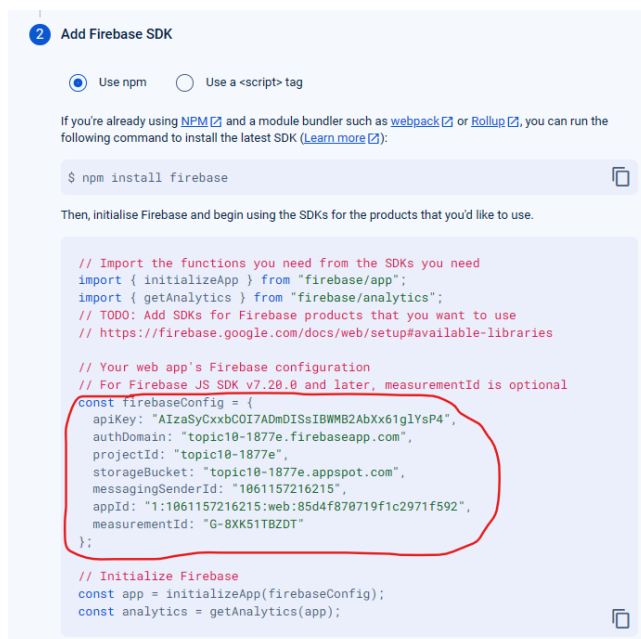 2 Add Firebase SDK
Use npm Use a <script> tag
If you're already using NPM and a module bundler such as webpack or Rollup, you can run the
following command to install the latest SDK (Learn more):
$ npm install firebase
Then, initialise Firebase and begin using the SDKs for the products that you'd like to use.
// Import the functions you need from the SDKs you need
import { initializeApp } from "firebase/app";
import { getAnalytics } from "firebase/analytics";
// TODO: Add SDKs for Firebase products that you want to use
// https://firebase.google.com/docs/web/setup#available-libraries
// Your web app's Firebase configuration
// For Firebase JS SDK v7.20.0 and later, measurementId is optional
const firebaseConfig = {
apiKey: "AIzaSyCxxbCOI7ADmDISsIBWMB2AbXx61glYsP4",
authDomain: "topic10-1877e.firebaseapp.com",
projectId: "topic10-1877e",
storageBucket: "topic10-1877e.appspot.com",
messagingSenderId: "1061157216215",
appId: "1:1061157216215:web:85d4f870719f1c2971f592",
measurementId: "G-8XK51TBZDT"
};
// Initialize Firebase
const app = initializeApp(firebaseConfig);
const analytics = getAnalytics(app);